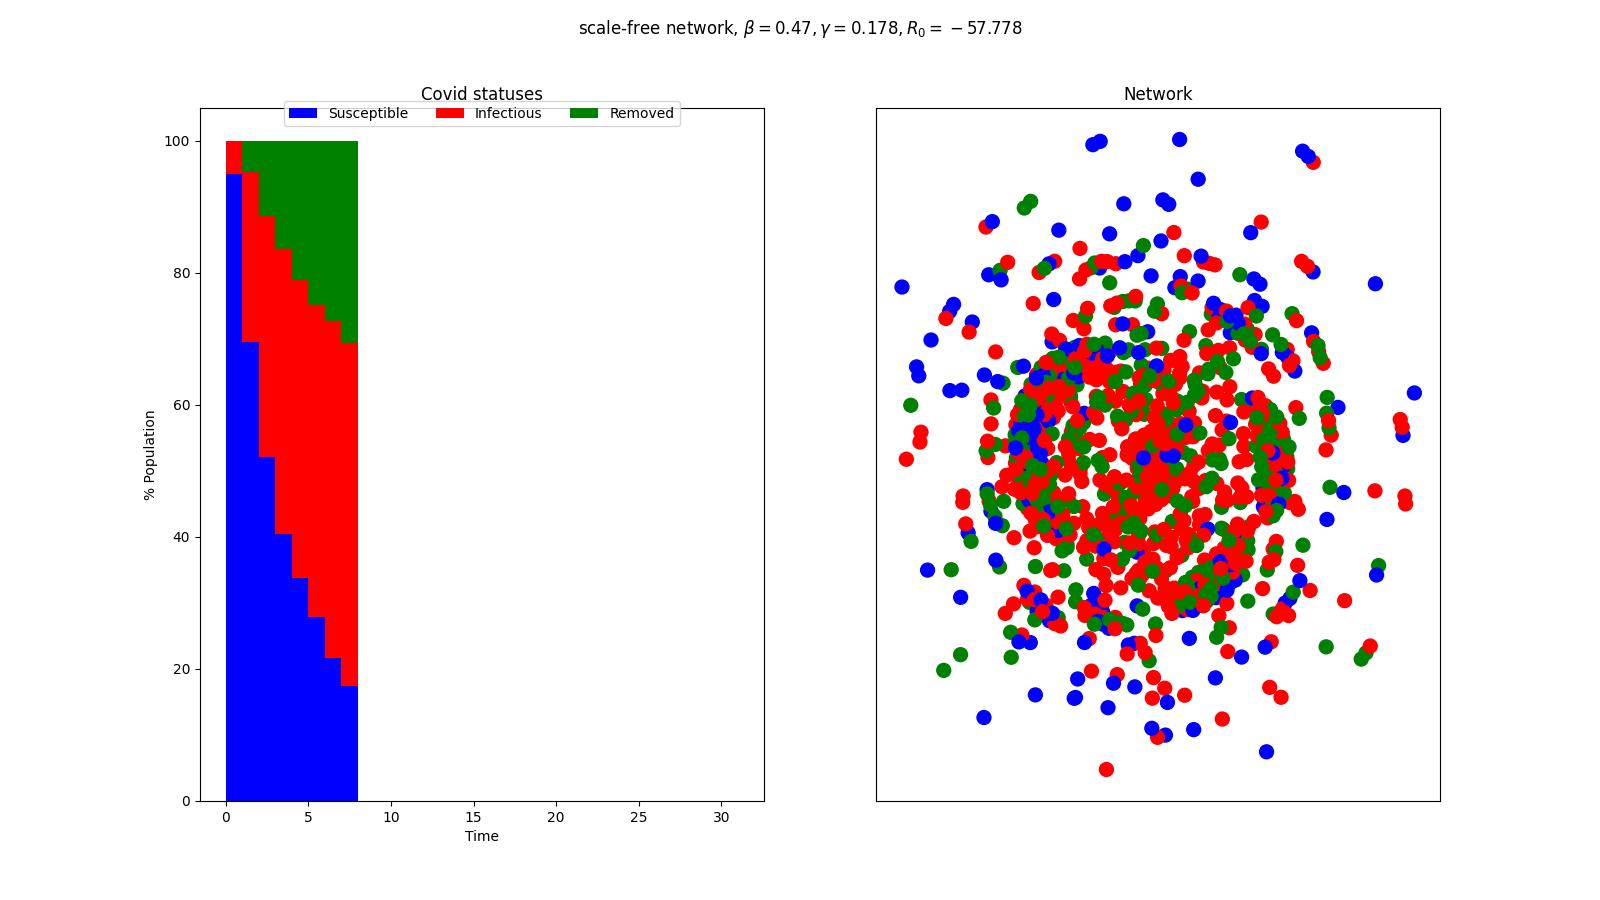 scale-free network, β = 0.47, γ = 0.178, R₀ = − 57.778
Covid statuses
Susceptible Infectious Removed
100
80
60
40
20
0
% Population
0 5 10 15 20 25 30
Time
Network